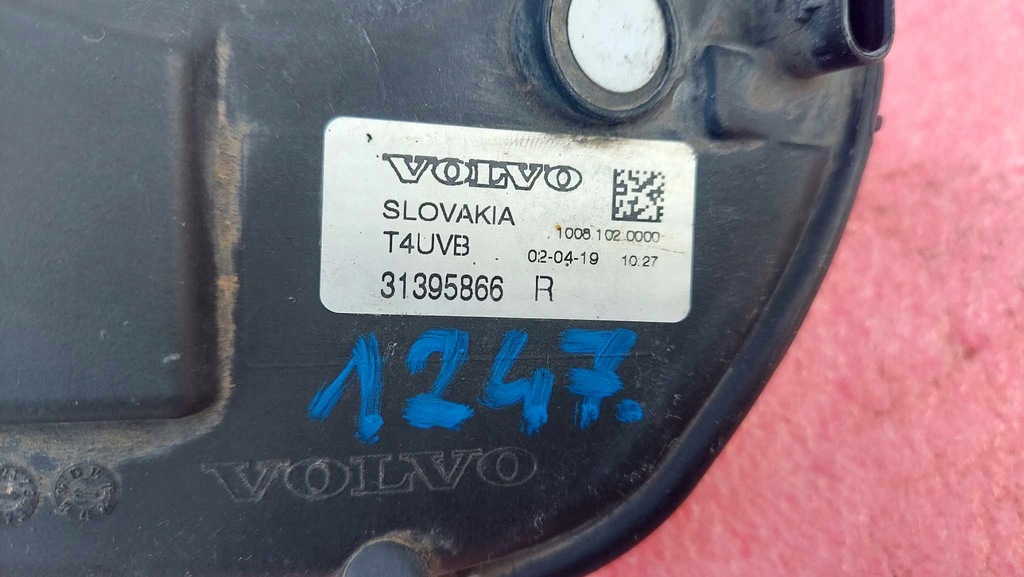 VOLVO
SLOVAKIA
1008 102 0000
T4UVB 02-04-19 10:27
31395866 R
1247.
VOLVO